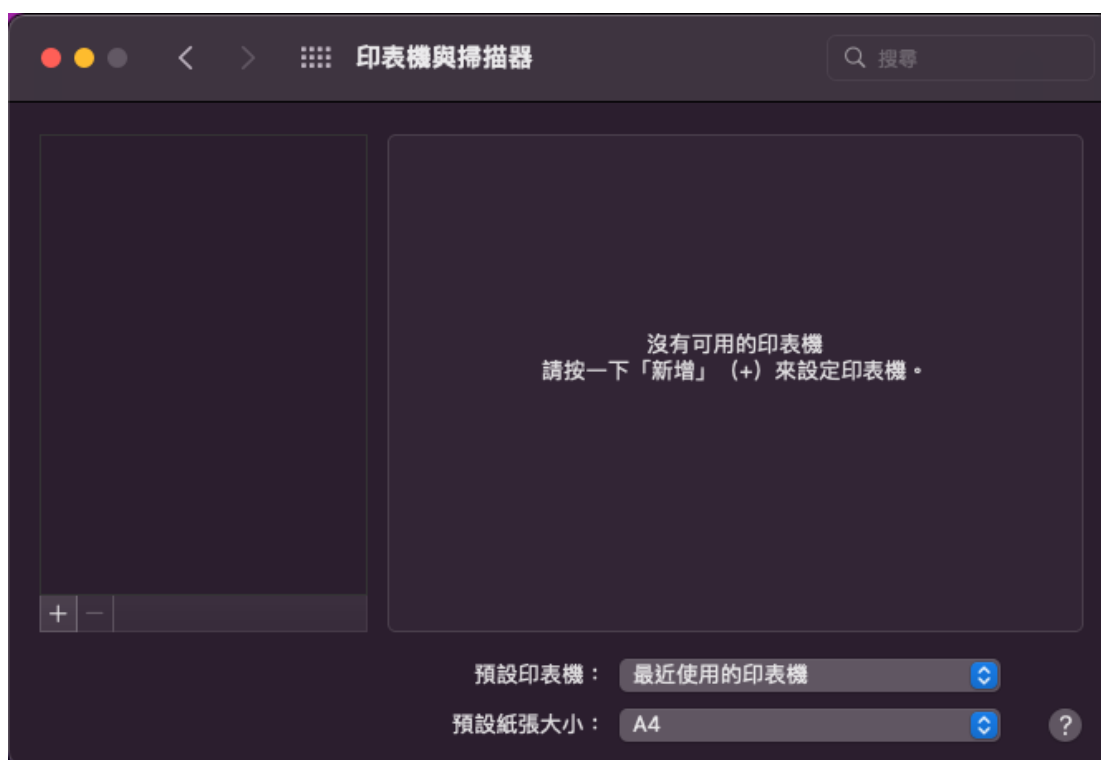 印表機與掃描器
搜尋
沒有可用的印表機
請按一下「新增」（+）來設定印表機。
+ −
預設印表機： 最近使用的印表機
預設紙張大小： A4
?